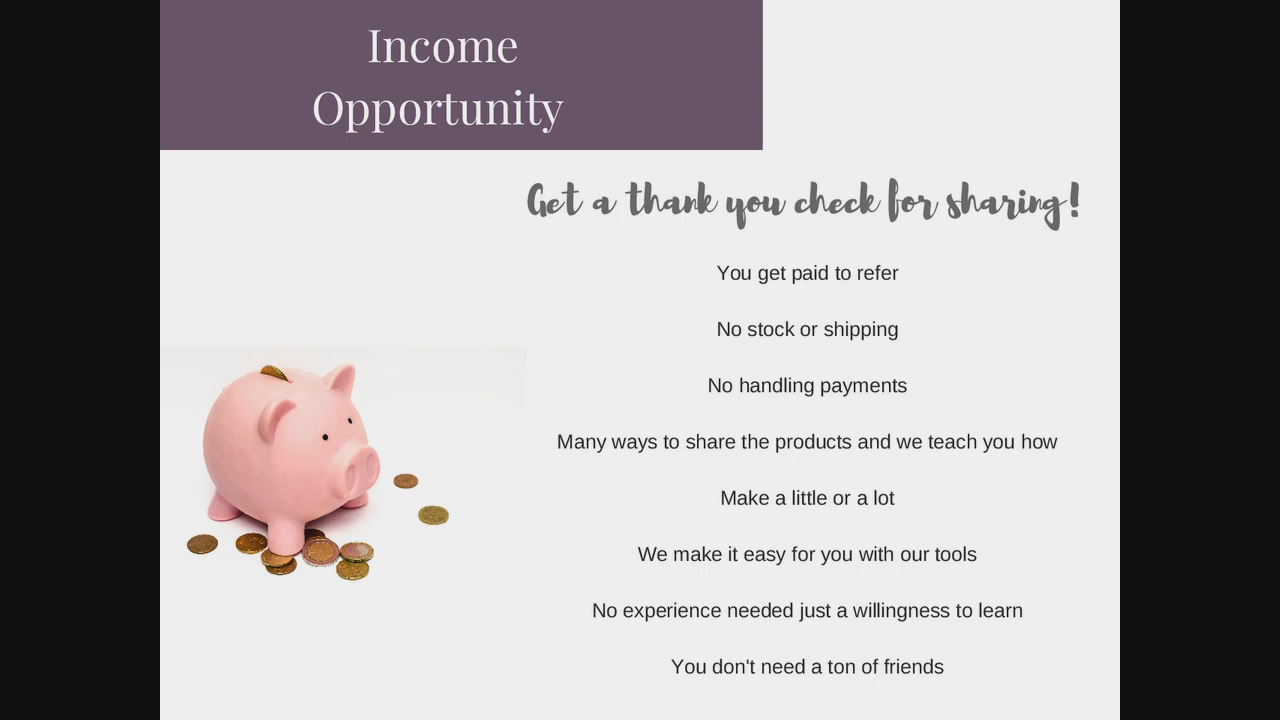 Income
Opportunity
Get a thank you check for sharing!
You get paid to refer
No stock or shipping
No handling payments
Many ways to share the products and we teach you how
Make a little or a lot
We make it easy for you with our tools
No experience needed just a willingness to learn
You don't need a ton of friends